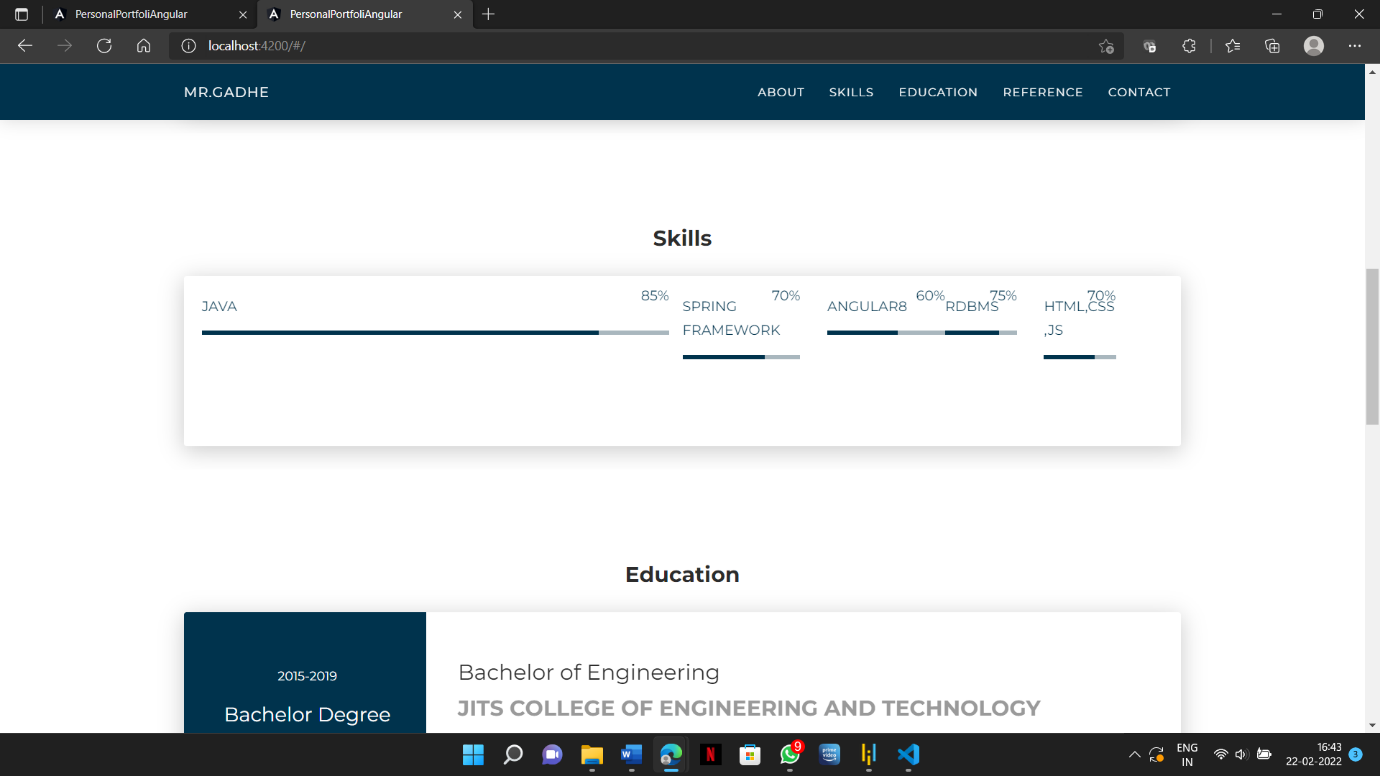 PersonalPortfoliAngular
PersonalPortfoliAngular
localhost:4200/#/
MR.GADHE
ABOUT SKILLS EDUCATION REFERENCE CONTACT
Skills
JAVA 85%
SPRING FRAMEWORK 70%
ANGULAR8 60%
RDBMS 75%
HTML,CSS ,JS 70%
Education
2015-2019
Bachelor Degree
Bachelor of Engineering
JITS COLLEGE OF ENGINEERING AND TECHNOLOGY
9
prime video
ENG
IN
16:43
22-02-2022
3